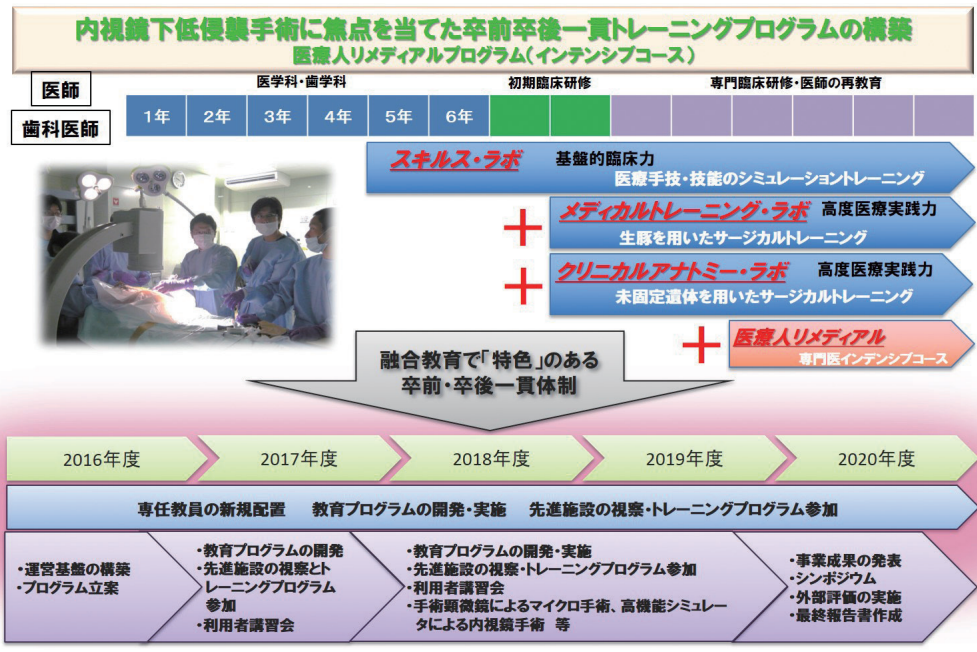 内視鏡下低侵襲手術に焦点を当てた卒前卒後一貫トレーニングプログラムの構築
医療人リメディアルプログラム(インテンシブコース)
医師
歯科医師
医学科・歯学科
初期臨床研修
専門臨床研修・医師の再教育
1年
2年
3年
4年
5年
6年
スキルス・ラボ 基盤的臨床力
医療手技・技能のシミュレーショントレーニング
+
メディカルトレーニング・ラボ 高度医療実践力
生豚を用いたサージカルトレーニング
+
クリニカルアナトミー・ラボ 高度医療実践力
未固定遺体を用いたサージカルトレーニング
+
医療人リメディアル
専門医インテンシブコース
融合教育で「特色」のある
卒前・卒後一貫体制
2016年度
2017年度
2018年度
2019年度
2020年度
専任教員の新規配置 教育プログラムの開発・実施 先進施設の視察・トレーニングプログラム参加
・運営基盤の構築
・プログラム立案
・教育プログラムの開発
・先進施設の視察とト
レーニングプログラム
参加
・利用者講習会
・教育プログラムの開発・実施
・先進施設の視察・トレーニングプログラム参加
・利用者講習会
・手術顕微鏡によるマイクロ手術、高機能シミュレー
タによる内視鏡手術 等
・事業成果の発表
・シンポジウム
・外部評価の実施
・最終報告書作成